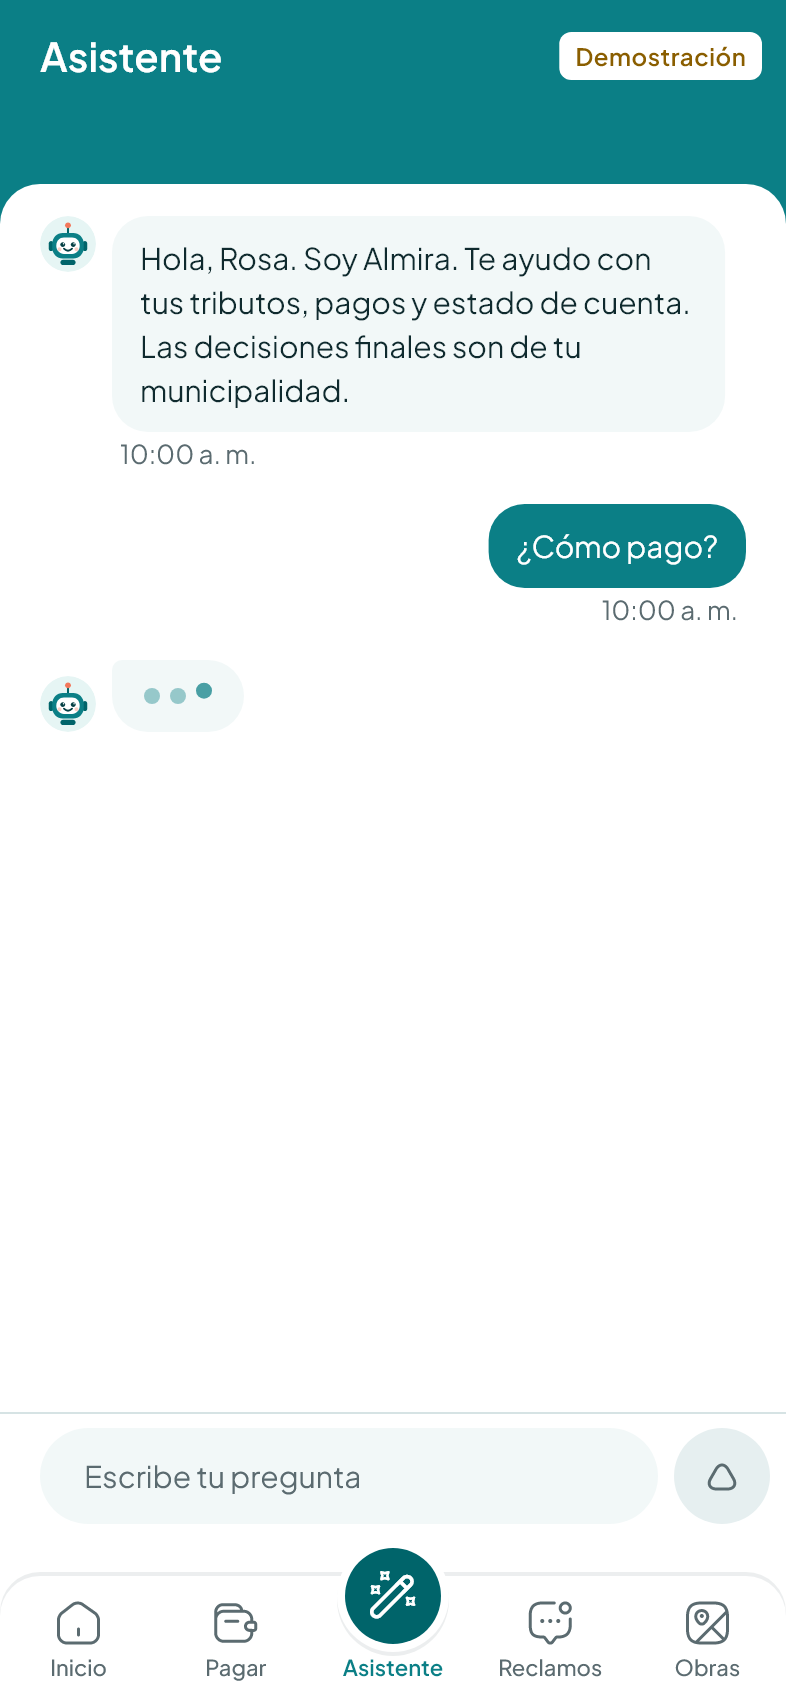 Asistente
Demostración
Hola, Rosa. Soy Almira. Te ayudo con
tus tributos, pagos y estado de cuenta.
Las decisiones finales son de tu
municipalidad.
10:00 a. m.
¿Cómo pago?
10:00 a. m.
Escribe tu pregunta
Inicio
Pagar
Asistente
Reclamos
Obras